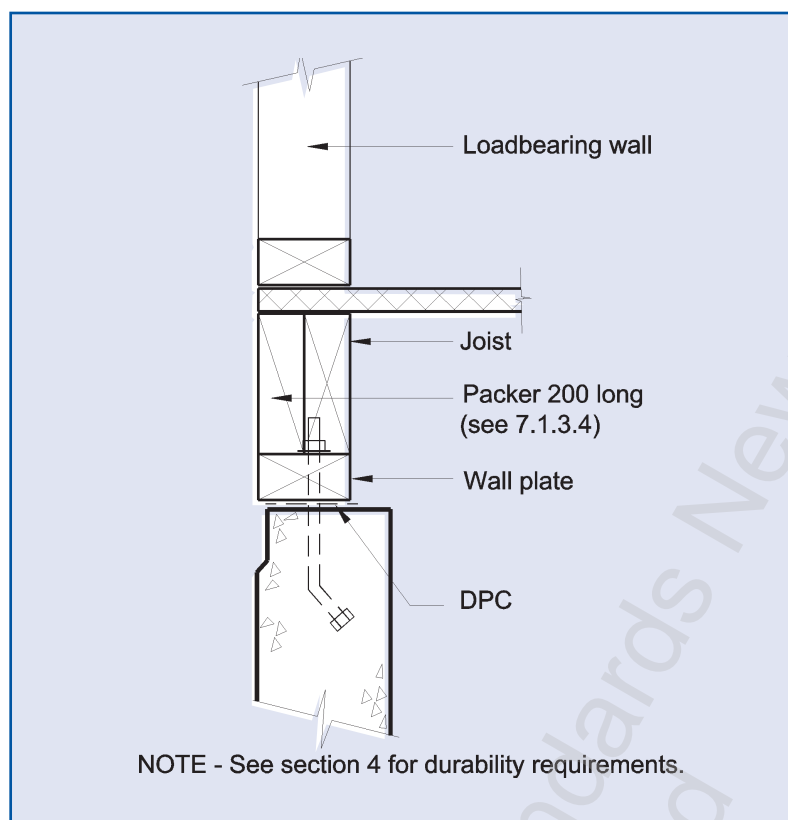 Loadbearing wall
Joist
Packer 200 long
(see 7.1.3.4)
Wall plate
DPC
NOTE - See section 4 for durability requirements.